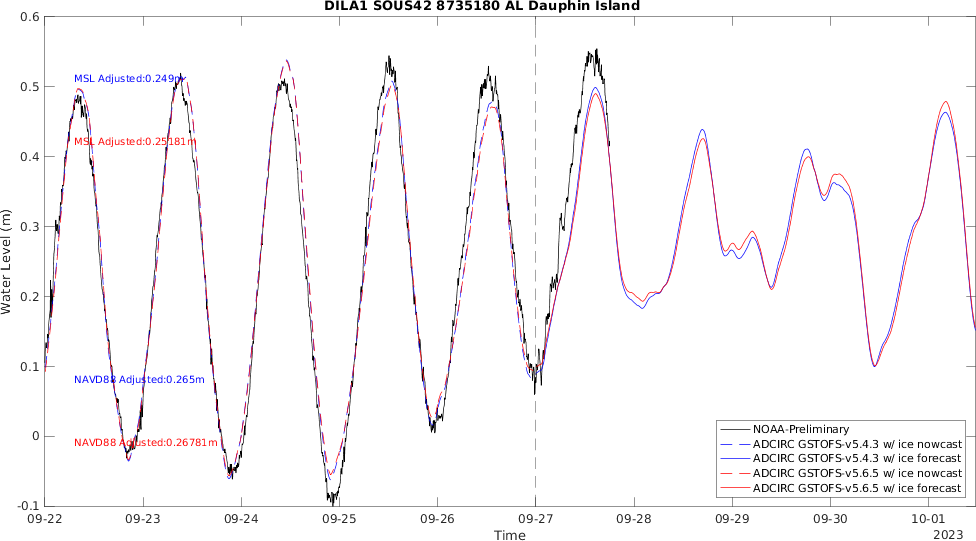 DILA1 SOUS42 8735180 AL Dauphin Island
0.6
0.5
0.4
0.3
0.2
0.1
0
-0.1
Water Level (m)
MSL Adjusted:0.249m
MSL Adjusted:0.25181m
NAVD88 Adjusted:0.265m
NAVD88 Adjusted:0.26781m
NOAA-Preliminary
ADCIRC GSTOFS-v5.4.3 w/ ice nowcast
ADCIRC GSTOFS-v5.4.3 w/ ice forecast
ADCIRC GSTOFS-v5.6.5 w/ ice nowcast
ADCIRC GSTOFS-v5.6.5 w/ ice forecast
09-22 09-23 09-24 09-25 09-26 09-27 09-28 09-29 09-30 10-01
Time
2023